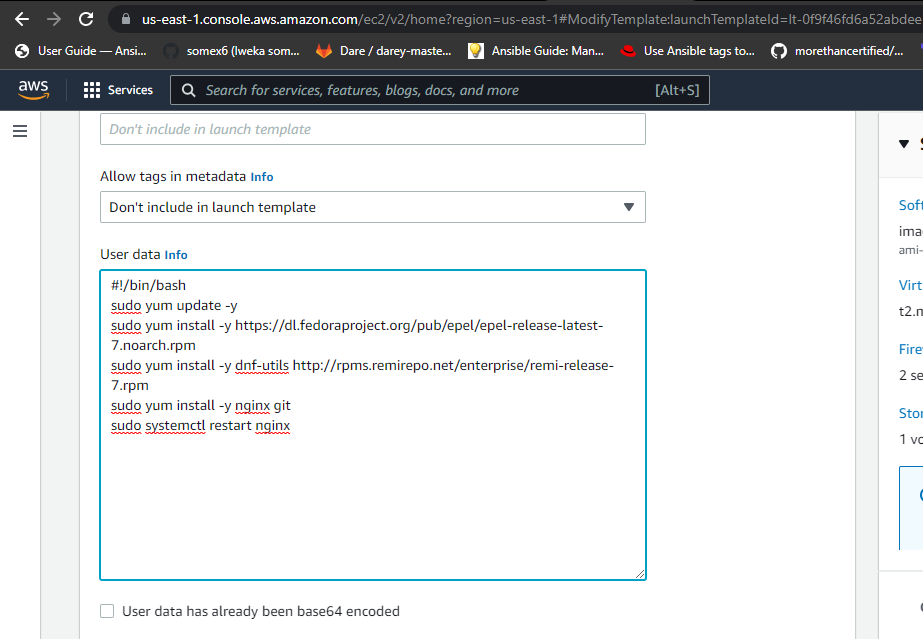 us-east-1.console.aws.amazon.com/ec2/v2/home?region=us-east-1#ModifyTemplate:launchTemplateId=lt-0f9f46fd6a52abdee
User Guide — Ansi... somex6 (Iweka som... Dare / darey-maste... Ansible Guide: Man... Use Ansible tags to... morethancertified/...
aws Services Search for services, features, blogs, docs, and more [Alt+S]
Don't include in launch template
Allow tags in metadata Info
Don't include in launch template
User data Info
#!/bin/bash
sudo yum update -y
sudo yum install -y https://dl.fedoraproject.org/pub/epel/epel-release-latest-
7.noarch.rpm
sudo yum install -y dnf-utils http://rpms.remirepo.net/enterprise/remi-release-
7.rpm
sudo yum install -y nginx git
sudo systemctl restart nginx
User data has already been base64 encoded
Soft
ima
ami-
Virt
t2.m
Fire
2 se
Stor
1 vo